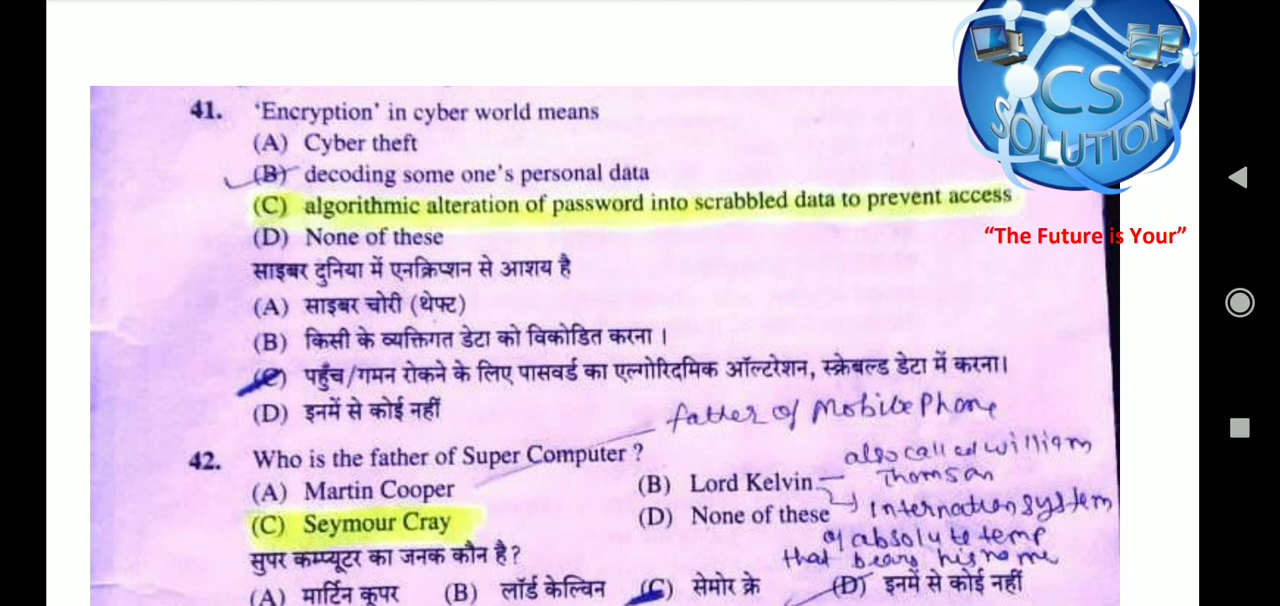 CS
SOLUTION
“The Future is Your”
41. ‘Encryption’ in cyber world means
(A) Cyber theft
(B) decoding some one’s personal data
(C) algorithmic alteration of password into scrabbled data to prevent access
(D) None of these
साइबर दुनिया में एनक्रिप्शन से आशय है
(A) साइबर चोरी (थेफ्ट)
(B) किसी के व्यक्तिगत डेटा को विकोडित करना ।
(C) पहुँच/गमन रोकने के लिए पासवर्ड का एल्गोरिदमिक ऑल्टरेशन, स्क्रेबल्ड डेटा में करना।
(D) इनमें से कोई नहीं
father of Mobile Phone
42. Who is the father of Super Computer ?
also called william
Thomson
(A) Martin Cooper (B) Lord Kelvin
internation system
(C) Seymour Cray (D) None of these
of absolute temp
that bears his name
सुपर कम्प्यूटर का जनक कौन है?
(A) मार्टिन कूपर (B) लॉर्ड केल्विन (C) सेमोर क्रे (D) इनमें से कोई नहीं